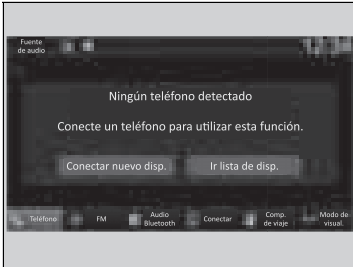 Fuente
de audio
Ningún teléfono detectado
Conecte un teléfono para utilizar esta función.
Conectar nuevo disp.
Ir lista de disp.
Teléfono
FM
Audio
Bluetooth
Conectar
Comp.
de viaje
Modo de
visual.